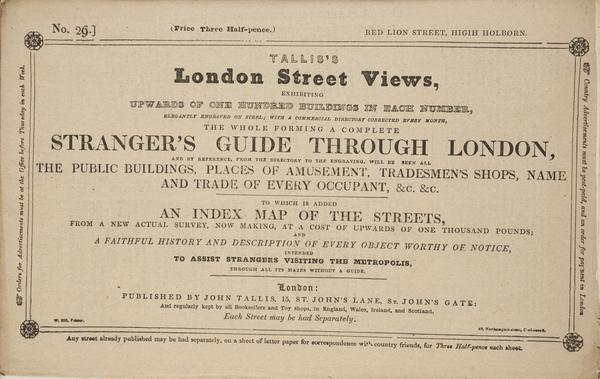 No. 26.]
(Price Three Half-pence.)
RED LION STREET, HIGIH HOLBORN.
TALLIS'S
London Street Views,
EXHIBITING
UPWARDS OF ONE HUNDRED BUILDINGS IN EACH NUMBER,
ELEGANTLY ENGRAVED ON STEEL; WITH A COMMERCIAL DIRECTORY CORRECTED EVERY MONTH,
THE WHOLE FORMING A COMPLETE
STRANGER'S GUIDE THROUGH LONDON,
AND BY REFERENCE, FROM THE DIRECTORY TO THE ENGRAVING, WILL BE SEEN ALL
THE PUBLIC BUILDINGS, PLACES OF AMUSEMENT, TRADESMEN'S SHOPS, NAME
AND TRADE OF EVERY OCCUPANT, &c. &c.
TO WHICH IS ADDED
AN INDEX MAP OF THE STREETS,
FROM A NEW ACTUAL SURVEY, NOW MAKING, AT A COST OF UPWARDS OF ONE THOUSAND POUNDS;
AND
A FAITHFUL HISTORY AND DESCRIPTION OF EVERY OBJECT WORTHY OF NOTICE,
INTENDED
TO ASSIST STRANGERS VISITING THE METROPOLIS,
THROUGH ALL ITS MAZES WITHOUT A GUIDE.
London:
PUBLISHED BY JOHN TALLIS, 15, ST. JOHN'S LANE, St. JOHN'S GATE;
And regularly kept by all Booksellers and Toy shops, in England, Wales, Ireland, and Scotland.
Each Street may be had Separately.
W. Printer.
Northampton-street, Clerkenwell.
Any street already published may be had separately, on a sheet of letter paper for correspondence with country friends, for Three Half-pence each sheet.
Orders for Advertisements must be at the Office before Thursday in each Week.
Country Advertisements must be post-paid, and an order for payment in London